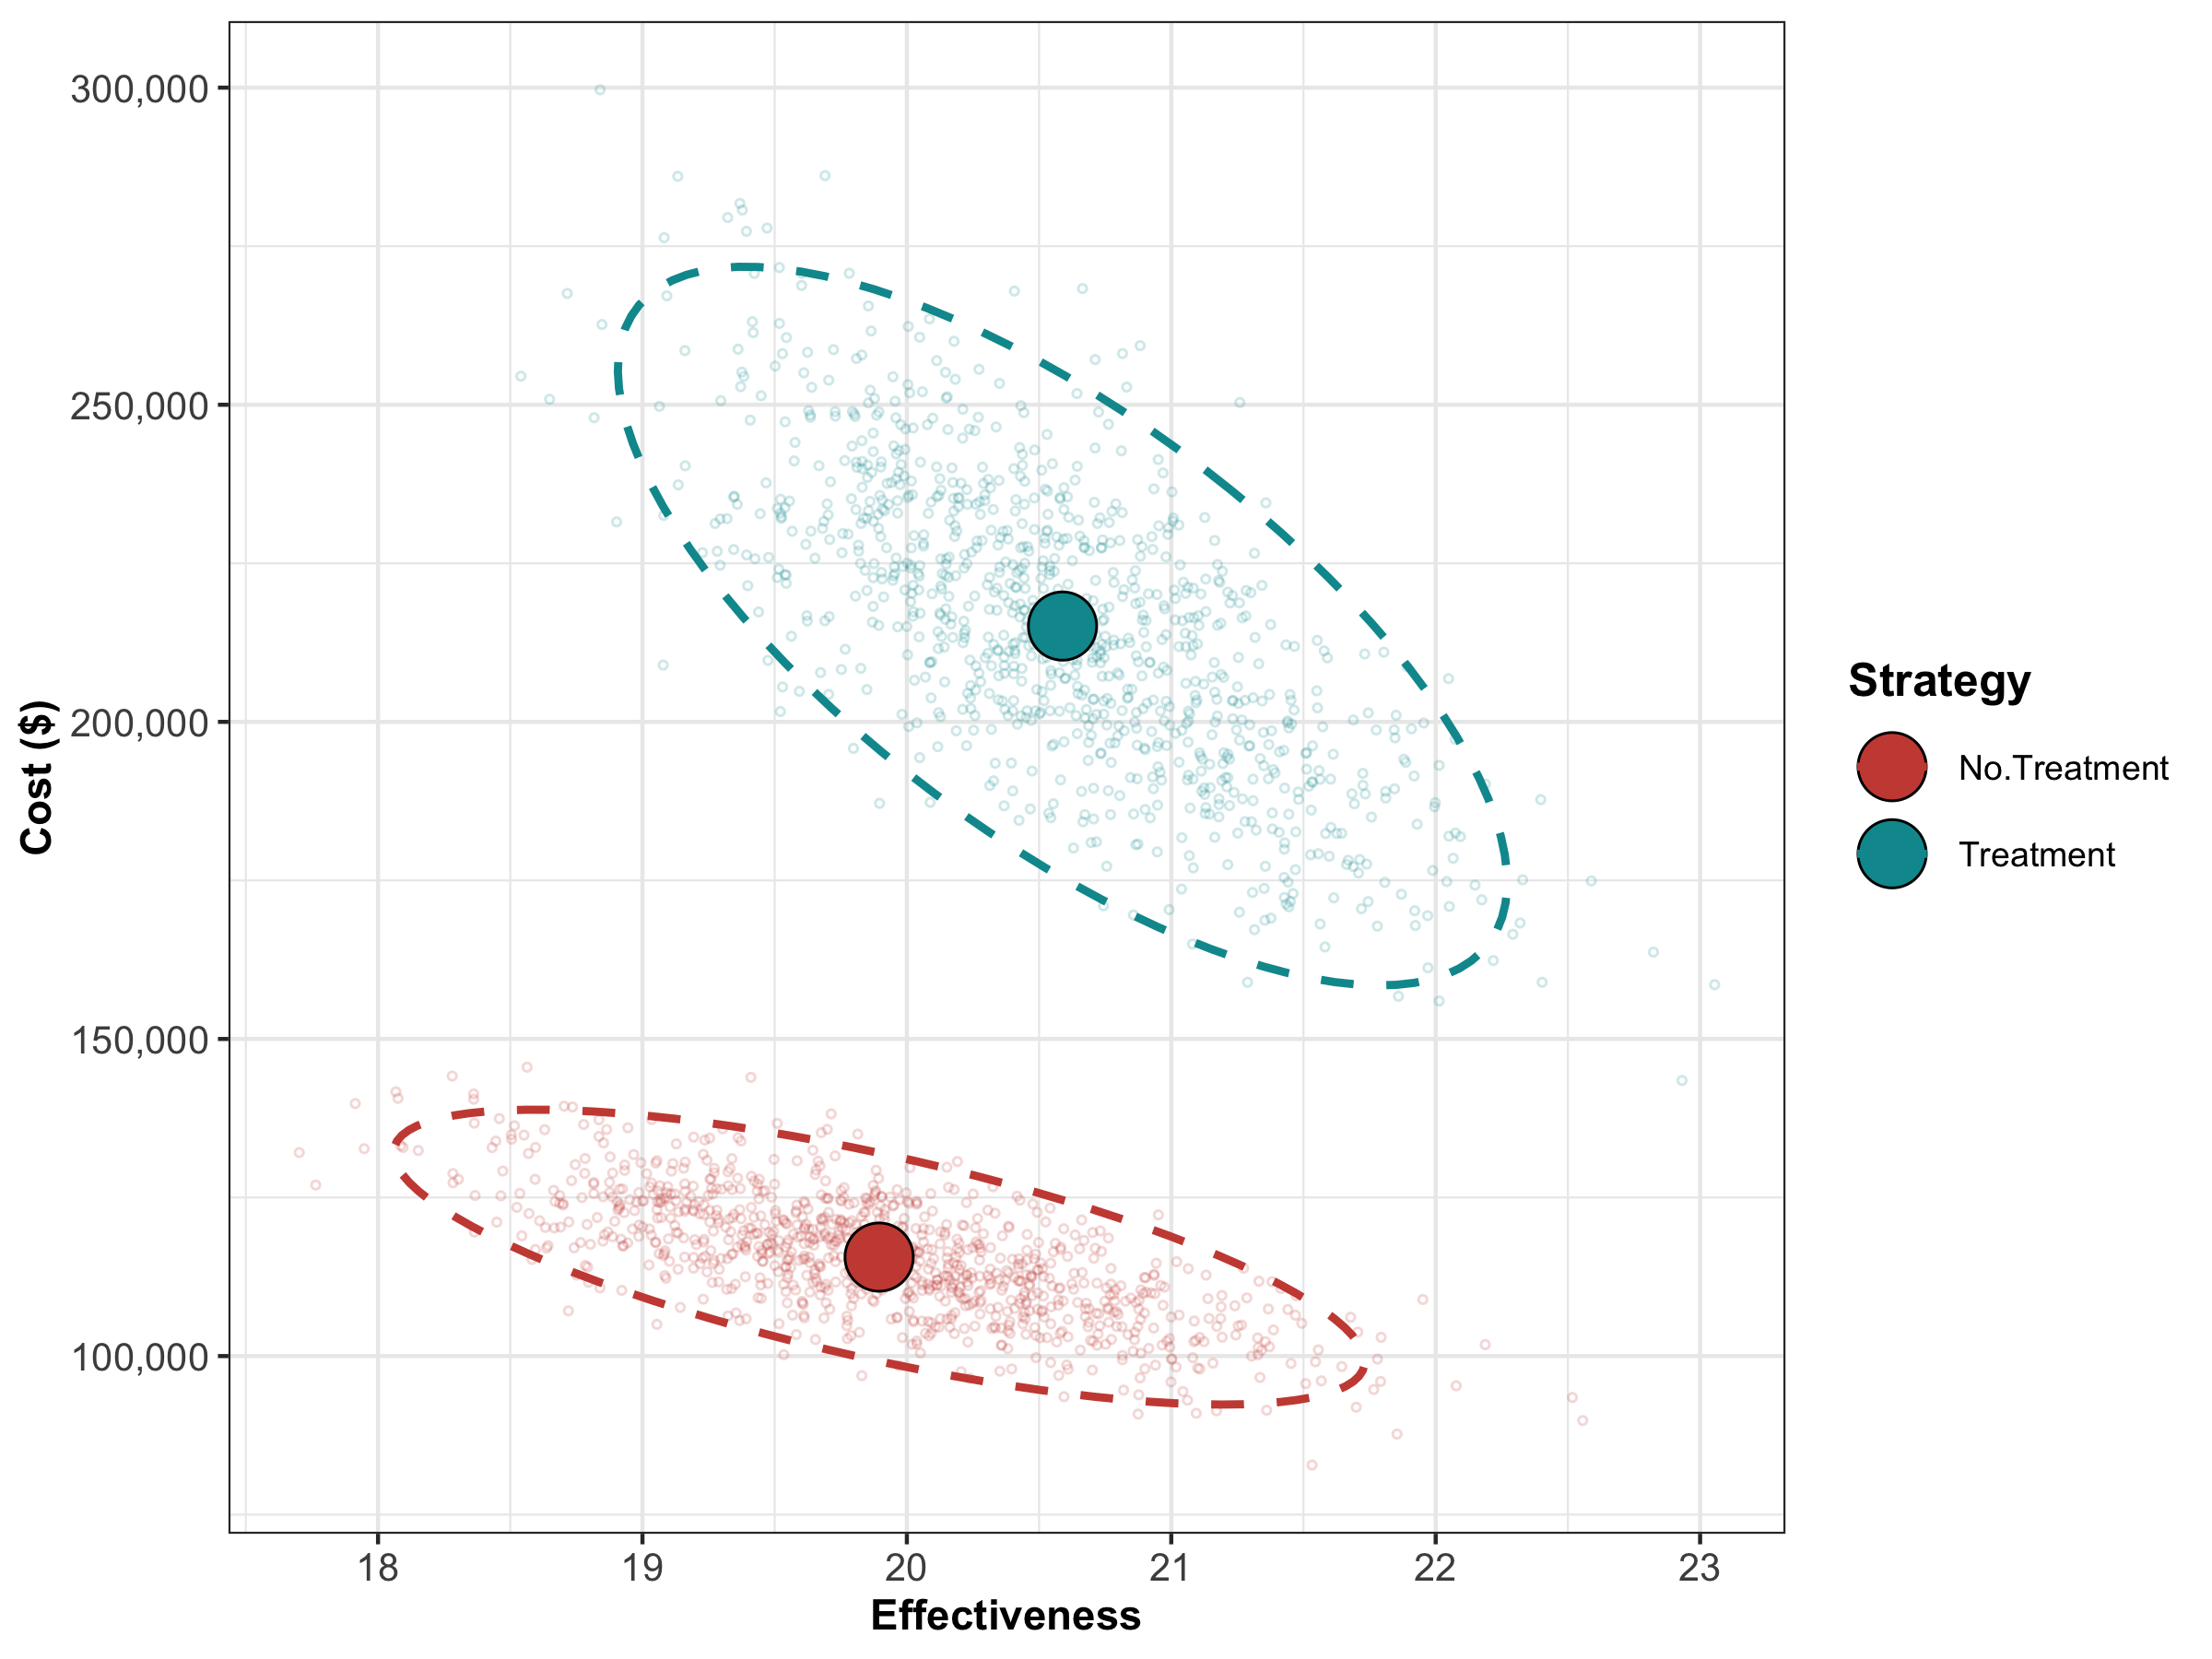 300,000
250,000
200,000
150,000
100,000
Cost ($)
18 19 20 21 22 23
Effectiveness
Strategy
No.Treatment
Treatment